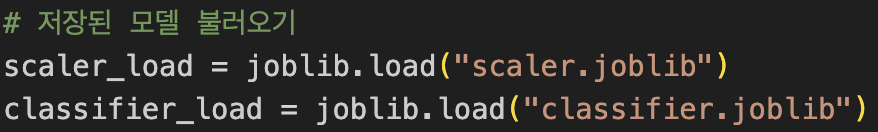 # 저장된 모델 불러오기
scaler_load = joblib.load("scaler.joblib")
classifier_load = joblib.load("classifier.joblib")